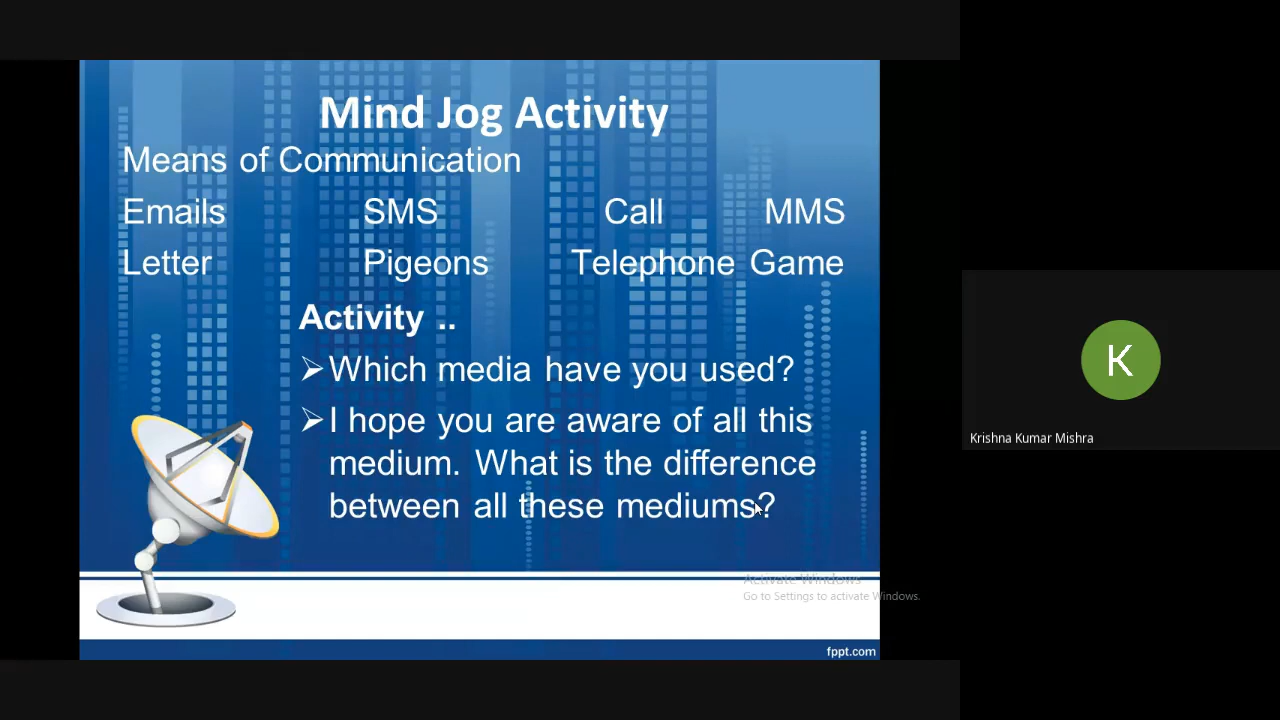 Mind Jog Activity
Means of Communication
Emails SMS Call MMS
Letter Pigeons Telephone Game
Activity ..
➢Which media have you used?
➢I hope you are aware of all this
medium. What is the difference
between all these mediums?
Activate Windows
Go to Settings to activate Windows.
fppt.com
K
Krishna Kumar Mishra